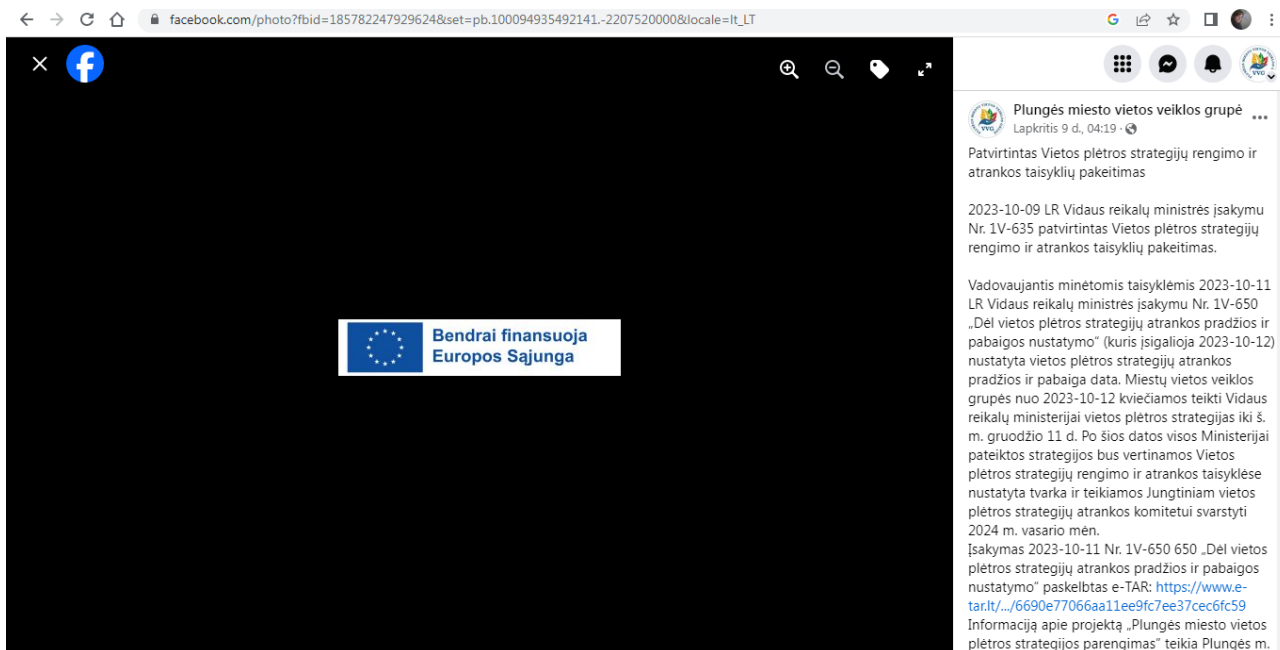 facebook.com/photo?fbid=185782247929624&set=pb.100094935492141.-2207520000&locale=lt_LT
Bendrai finansuoja
Europos Sąjunga
Plungės miesto vietos veiklos grupė
Lapkritis 9 d., 04:19 ·
Patvirtintas Vietos plėtros strategijų rengimo ir
atrankos taisyklių pakeitimas
2023-10-09 LR Vidaus reikalų ministrės įsakymu
Nr. 1V-635 patvirtintas Vietos plėtros strategijų
rengimo ir atrankos taisyklių pakeitimas.
Vadovaujantis minėtomis taisyklėmis 2023-10-11
LR Vidaus reikalų ministrės įsakymu Nr. 1V-650
„Dėl vietos plėtros strategijų atrankos pradžios ir
pabaigos nustatymo“ (kuris įsigalioja 2023-10-12)
nustatyta vietos plėtros strategijų atrankos
pradžios ir pabaiga data. Miestų vietos veiklos
grupės nuo 2023-10-12 kviečiamos teikti Vidaus
reikalų ministerijai vietos plėtros strategijas iki š.
m. gruodžio 11 d. Po šios datos visos Ministerijai
pateiktos strategijos bus vertinamos Vietos
plėtros strategijų rengimo ir atrankos taisyklėse
nustatyta tvarka ir teikiamos Jungtiniam vietos
plėtros strategijų atrankos komitetui svarstyti
2024 m. vasario mėn.
Įsakymas 2023-10-11 Nr. 1V-650 650 „Dėl vietos
plėtros strategijų atrankos pradžios ir pabaigos
nustatymo“ paskelbtas e-TAR: https://www.e-
tar.lt/.../6690e77066aa11ee9fc7ee37cec6fc59
Informaciją apie projektą „Plungės miesto vietos
plėtros strategijos parengimas“ teikia Plungės m.